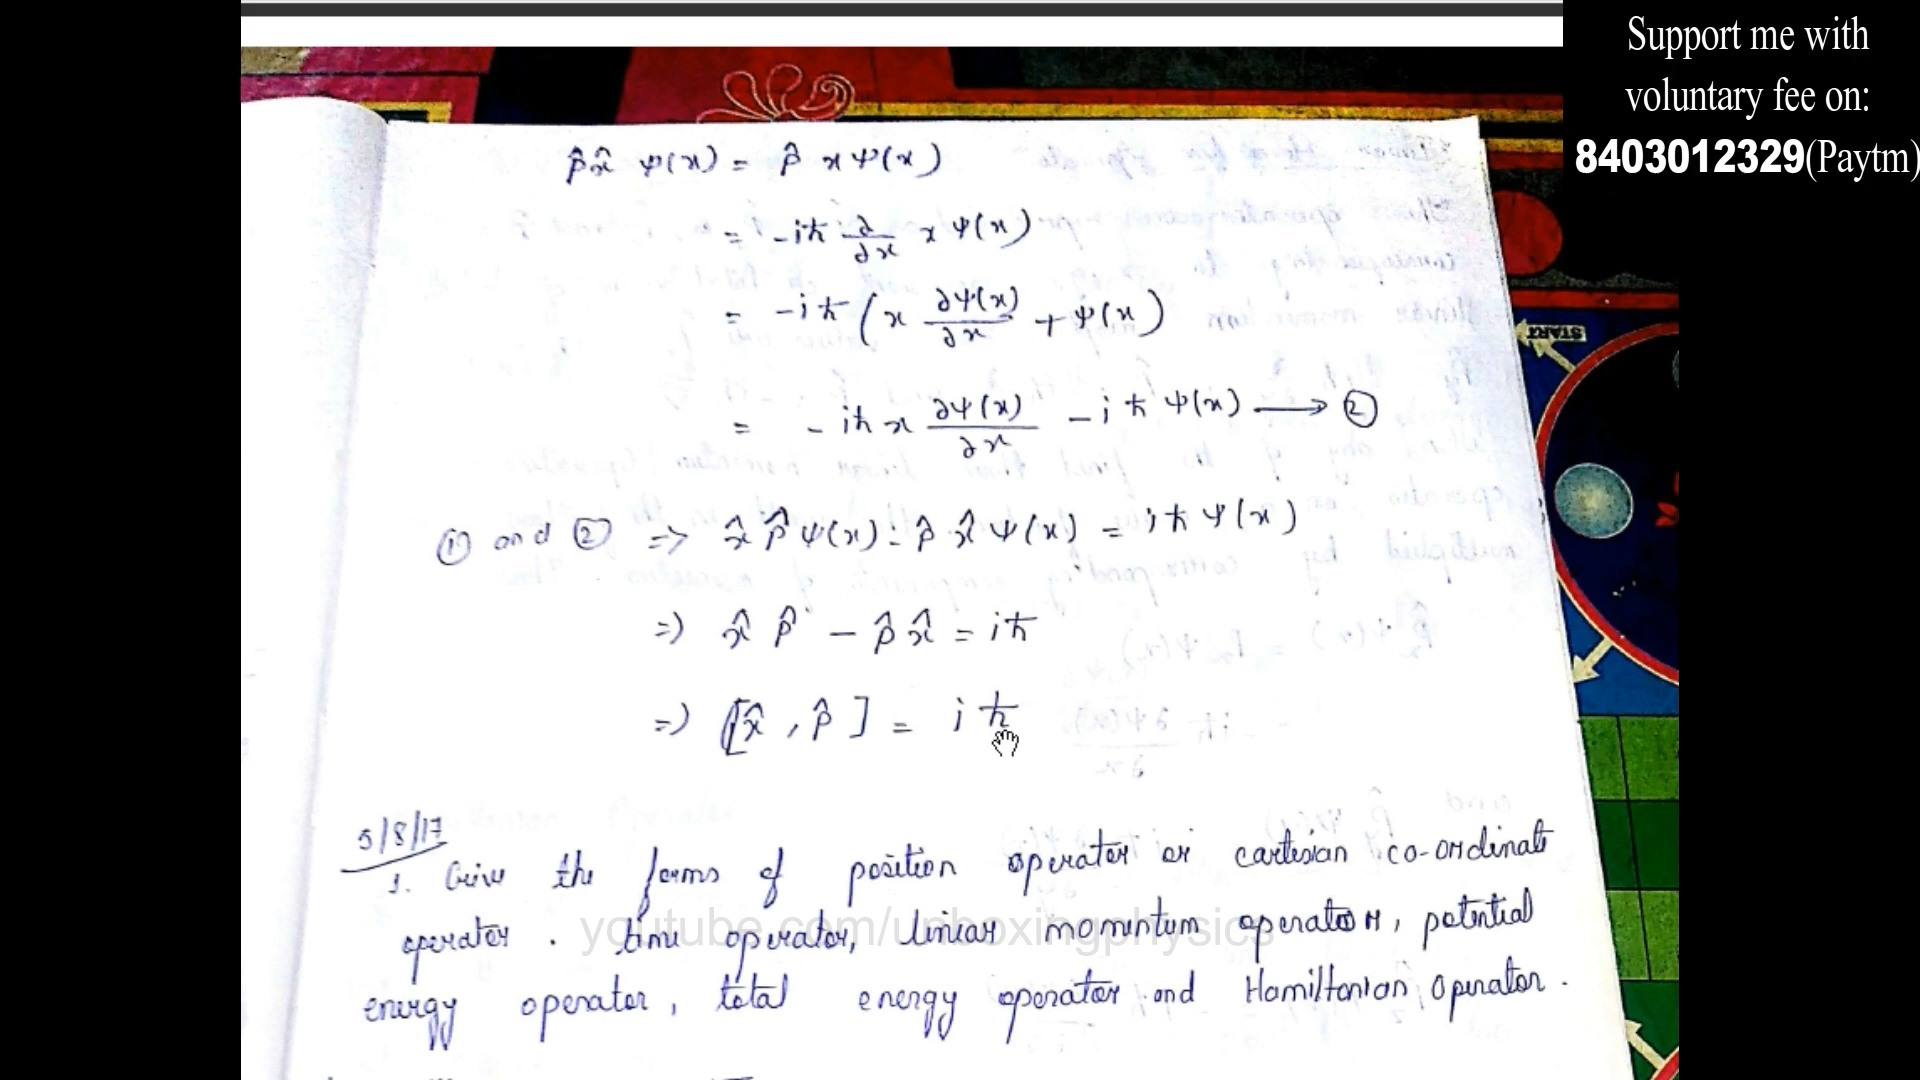 Support me with
voluntary fee on:
8403012329(Paytm)
p̂x̂ ψ(x) = p̂ xψ(x)
= -iħ ∂/∂x x ψ(x)
= -iħ (x ∂ψ(x)/∂x + ψ(x))
= -iħ x ∂ψ(x)/∂x - iħ ψ(x) → ②
① and ② => x̂ p̂ ψ(x) - p̂ x̂ ψ(x) = iħ ψ(x)
=> x̂ p̂ - p̂ x̂ = iħ
=> [x̂, p̂] = iħ
START
5/8/17
1. Give the forms of position operator or cartesian co-ordinate
operator. time operator, linear momentum operator, potential
youtube.com/unboxingphysics
energy operator, total energy operator and Hamiltonian operator.